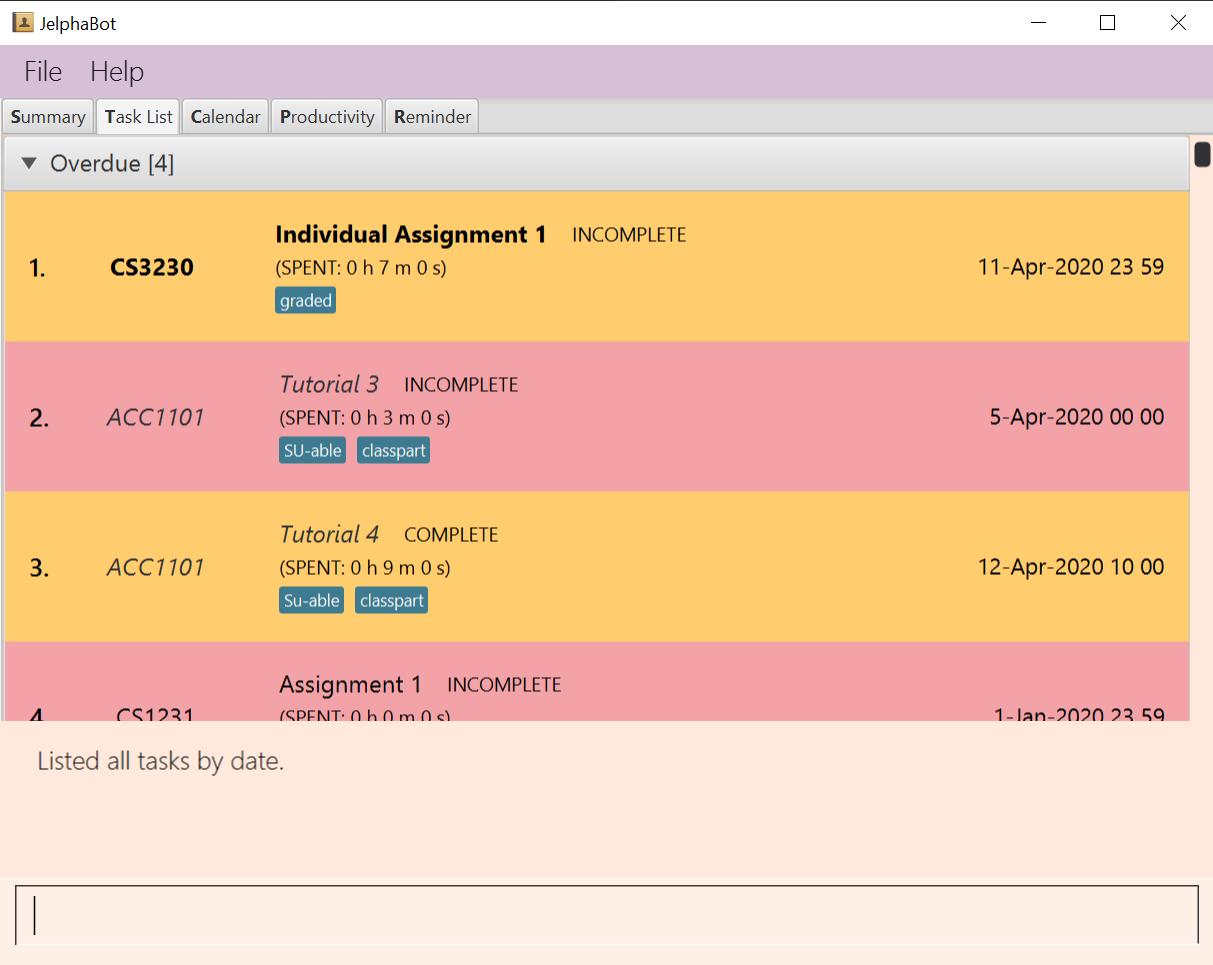 JelphaBot
File Help
Summary Task List Calendar Productivity Reminder
Overdue [4]
Individual Assignment 1 INCOMPLETE
1. CS3230 (SPENT: 0 h 7 m 0 s) 11-Apr-2020 23 59
graded
Tutorial 3 INCOMPLETE
2. ACC1101 (SPENT: 0 h 3 m 0 s) 5-Apr-2020 00 00
SU-able classpart
Tutorial 4 COMPLETE
3. ACC1101 (SPENT: 0 h 9 m 0 s) 12-Apr-2020 10 00
Su-able classpart
Assignment 1 INCOMPLETE
4. CS1231 (SPENT: 0 h 0 m 0 s) 1-Jan-2020 23 59
Listed all tasks by date.